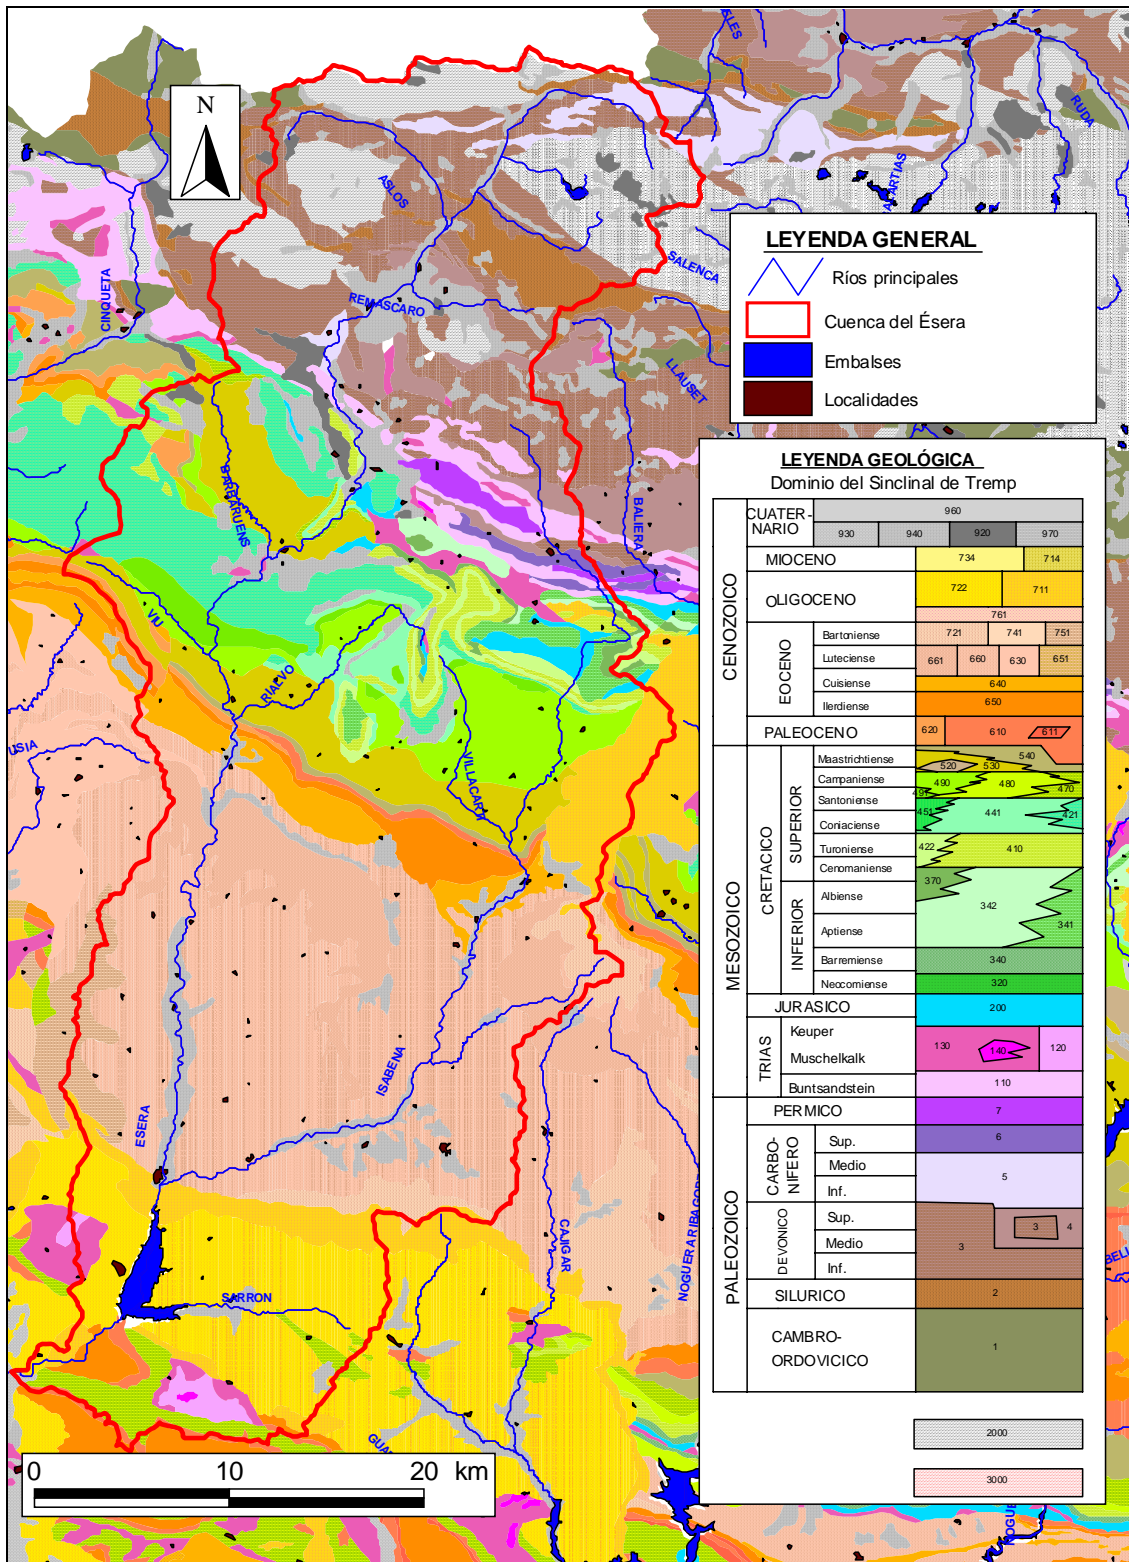 N
ASLOS
REMASCARO
CINQUETA
SALENCA
LLAUSET
RUDA
BALIERA
BARBARUENS
VIU
RIALVO
VILLACARLI
ISABENA
ESERA
SARRON
CAJIGAR
LEYENDA GENERAL
Ríos principales
Cuenca del Ésera
Embalses
Localidades
LEYENDA GEOLÓGICA
Dominio del Sinclinal de Tremp
CENOZOICO
CUATER-
NARIO
960
930 940 920 970
MIOCENO 734 714
OLIGOCENO 722 711
761
EOCENO
Bartoniense 721 741 751
Luteciense 661 660 630 651
Cuisiense 640
Ilerdiense 650
PALEOCENO 620 610 611
MESOZOICO
CRETACICO
SUPERIOR
Maastrichtiense 520 530 540
Campaniense 490 480 470
Santoniense 451 441 421
Coniaciense
Turoniense 422 410
Cenomaniense
INFERIOR
370
Albiense 342 341
Aptiense
Barremiense 340
Neocomiense 320
JURASICO 200
TRIAS
Keuper 130 140 120
Muschelkalk
Buntsandstein 110
PALEOZOICO
PERMICO 7
CARBO-
NIFERO
Sup. 6
Medio 5
Inf.
DEVONICO
Sup. 3 4
Medio 3
Inf.
SILURICO 2
CAMBRO-
ORDOVICICO
1
2000
3000
0 10 20 km